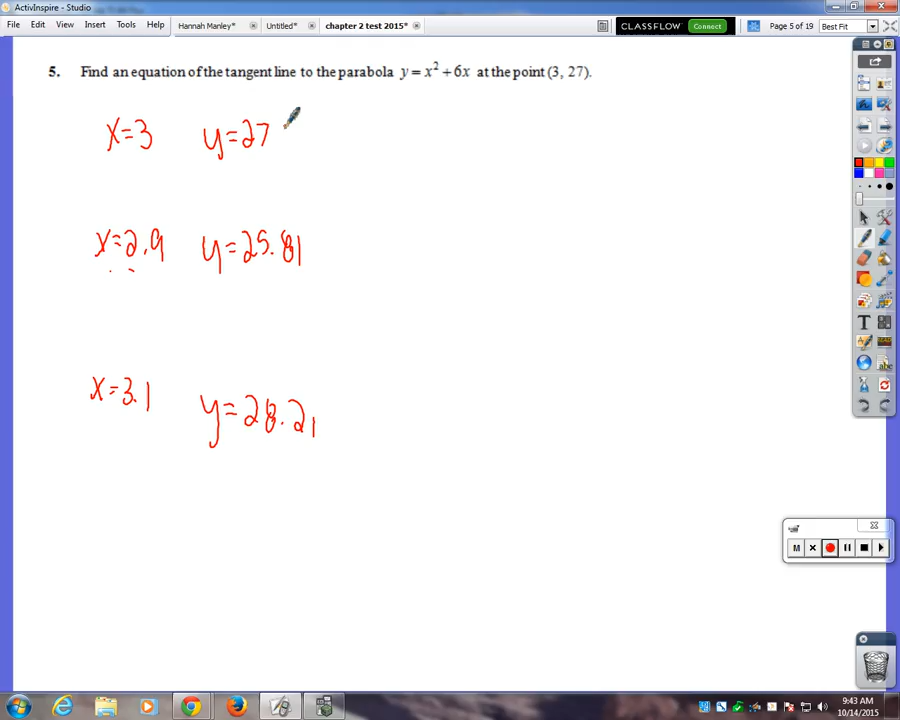 ActivInspire - Studio
File Edit View Insert Tools Help Hannah Manley* Untitled* chapter 2 test 2015* CLASSFLOW Connect Page 5 of 19 Best Fit
5. Find an equation of the tangent line to the parabola y = x² + 6x at the point (3, 27).
x=3 y=27
x=2.9 y=25.81
x=3.1 y=28.21
M
9:43 AM
10/14/2015